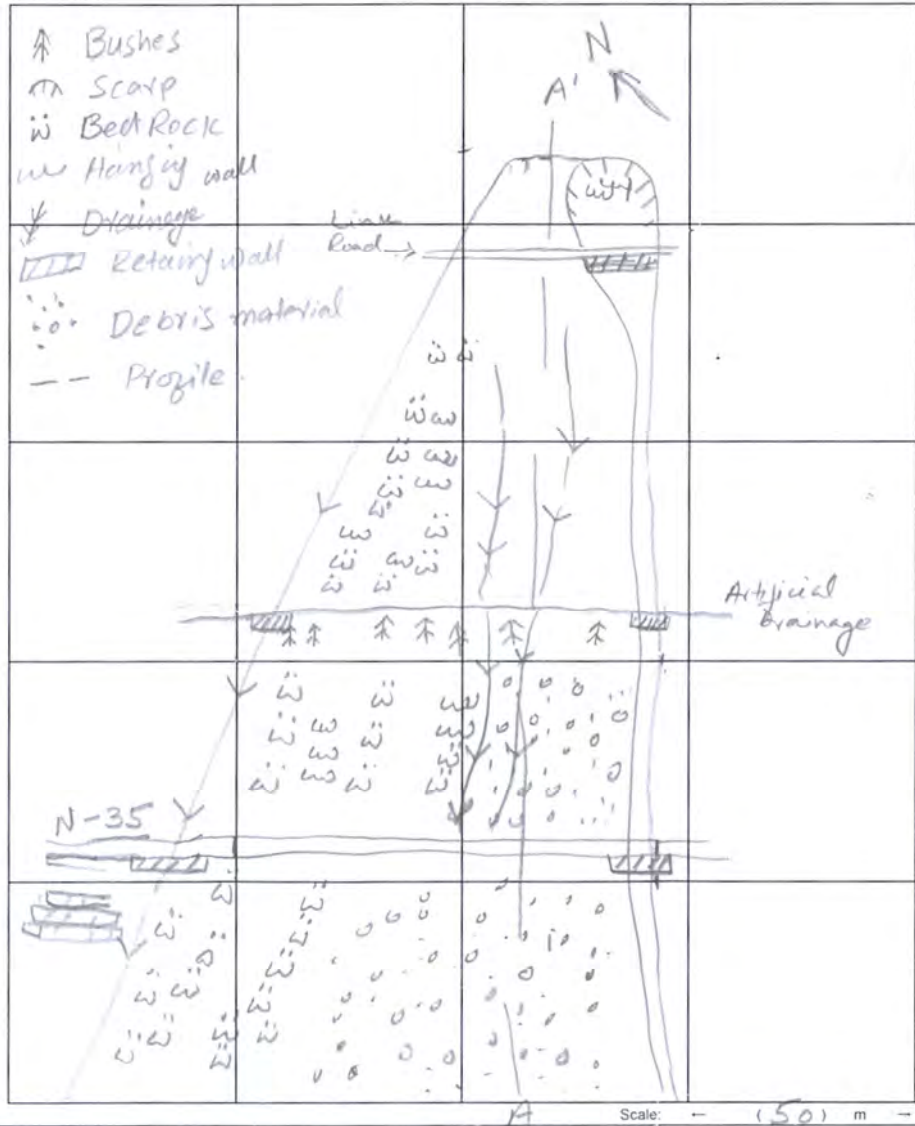 Bushes
Scarp
Bed Rock
Hanging wall
Drainage
Retaing wall
Debris material
Profile
N
A'
Link
Road
Artificial
Drainage
N-35
A
Scale: (50) m